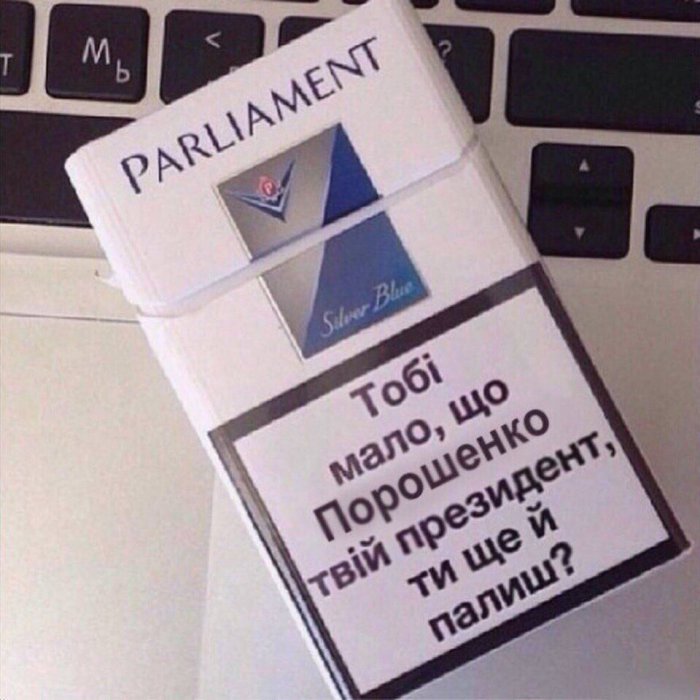 М Ь
<
?
PARLIAMENT
Silver Blue
Тобі
мало, що
Порошенко
твій президент,
ти ще й
палиш?